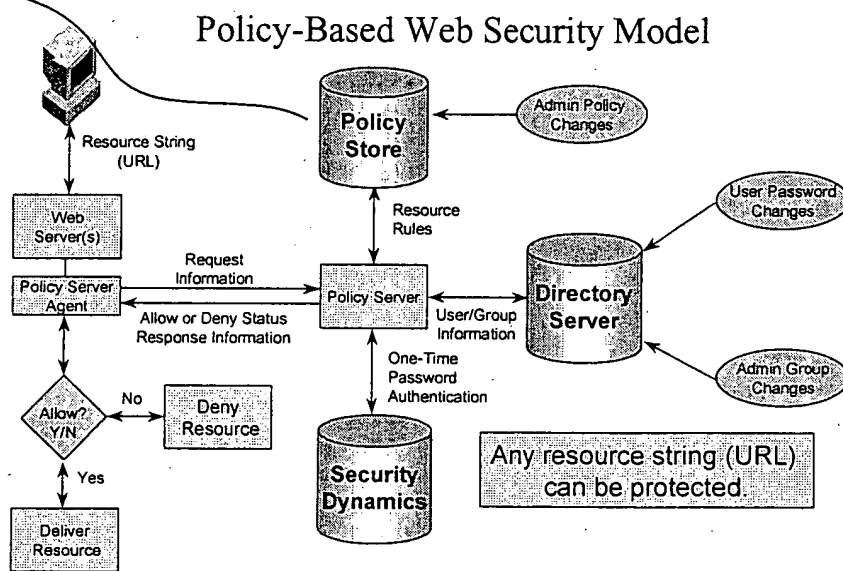 Policy-Based Web Security Model
Resource String
(URL)
Web
Server(s)
Policy Server
Agent
Request
Information
Allow or Deny Status
Response Information
Allow?
Y/N
No
Deny
Resource
Yes
Deliver
Resource
Policy
Store
Admin Policy
Changes
Resource
Rules
Policy Server
User/Group
Information
Directory
Server
User Password
Changes
Admin Group
Changes
One-Time
Password
Authentication
Security
Dynamics
Any resource string (URL)
can be protected.